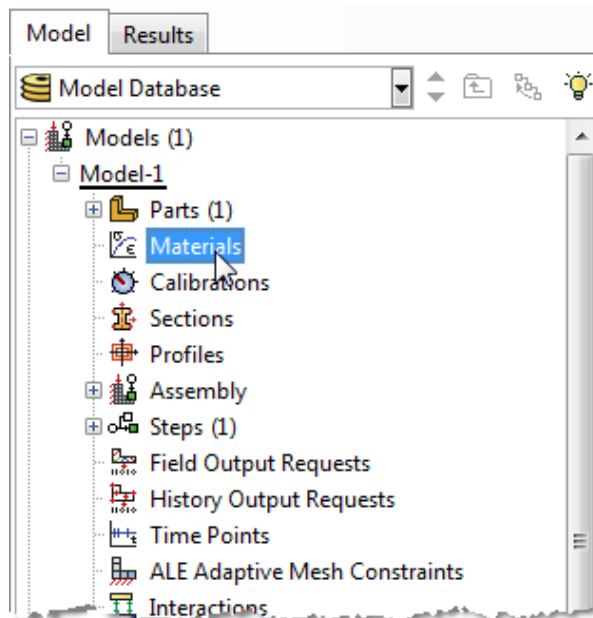 Model Results
Model Database
Models (1)
Model-1
Parts (1)
Materials
Calibrations
Sections
Profiles
Assembly
Steps (1)
Field Output Requests
History Output Requests
Time Points
ALE Adaptive Mesh Constraints
Interactions